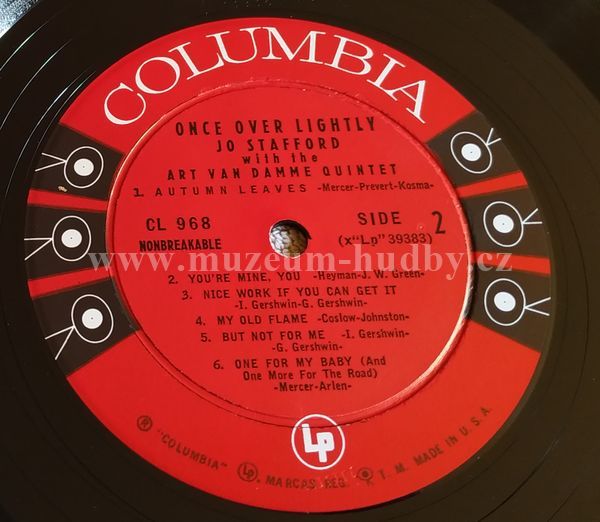 COLUMBIA
ONCE OVER LIGHTLY
JO STAFFORD
with the
ART VAN DAMME QUINTET
1. AUTUMN LEAVES -Mercer-Prevert-Kosma-
CL 968
NONBREAKABLE
SIDE 2
(x"Lp" 39383)
www.muzeum-hudby.cz
2. YOU'RE MINE, YOU -Heyman-J. W. Green-
3. NICE WORK IF YOU CAN GET IT
-I. Gershwin-G. Gershwin-
4. MY OLD FLAME -Coslow-Johnston-
5. BUT NOT FOR ME -I. Gershwin-
-G. Gershwin-
6. ONE FOR MY BABY (And
One More For The Road)
-Mercer-Arlen-
Lp
® "COLUMBIA" Lp, MARCAS REG. T. M. MADE IN U.S.A.